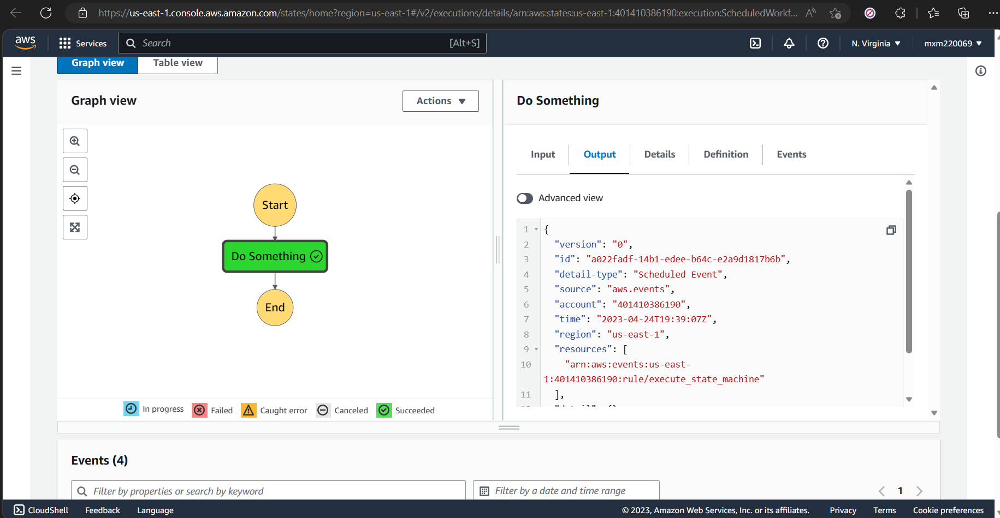 https://us-east-1.console.aws.amazon.com/states/home?region=us-east-1#/v2/executions/details/arn:aws:states:us-east-1:401410386190:execution:ScheduledWorkf...
aws
Services
Search
[Alt+S]
N. Virginia
mxm220069
Graph view
Table view
Graph view
Actions
Start
Do Something
End
In progress
Failed
Caught error
Canceled
Succeeded
Do Something
Input
Output
Details
Definition
Events
Advanced view
1 {
2 "version": "0",
3 "id": "a022fadf-14b1-edee-b64c-e2a9d1817b6b",
4 "detail-type": "Scheduled Event",
5 "source": "aws.events",
6 "account": "401410386190",
7 "time": "2023-04-24T19:39:07Z",
8 "region": "us-east-1",
9 "resources": [
10 "arn:aws:events:us-east-
1:401410386190:rule/execute_state_machine"
11 ],
Events (4)
Filter by properties or search by keyword
Filter by a date and time range
1
CloudShell
Feedback
Language
© 2023, Amazon Web Services, Inc. or its affiliates.
Privacy
Terms
Cookie preferences